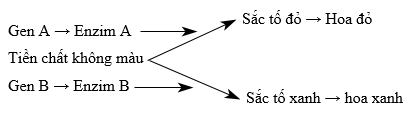 Sắc tố đỏ → Hoa đỏ
Gen A → Enzim A
Tiền chất không màu
Gen B → Enzim B
Sắc tố xanh → hoa xanh